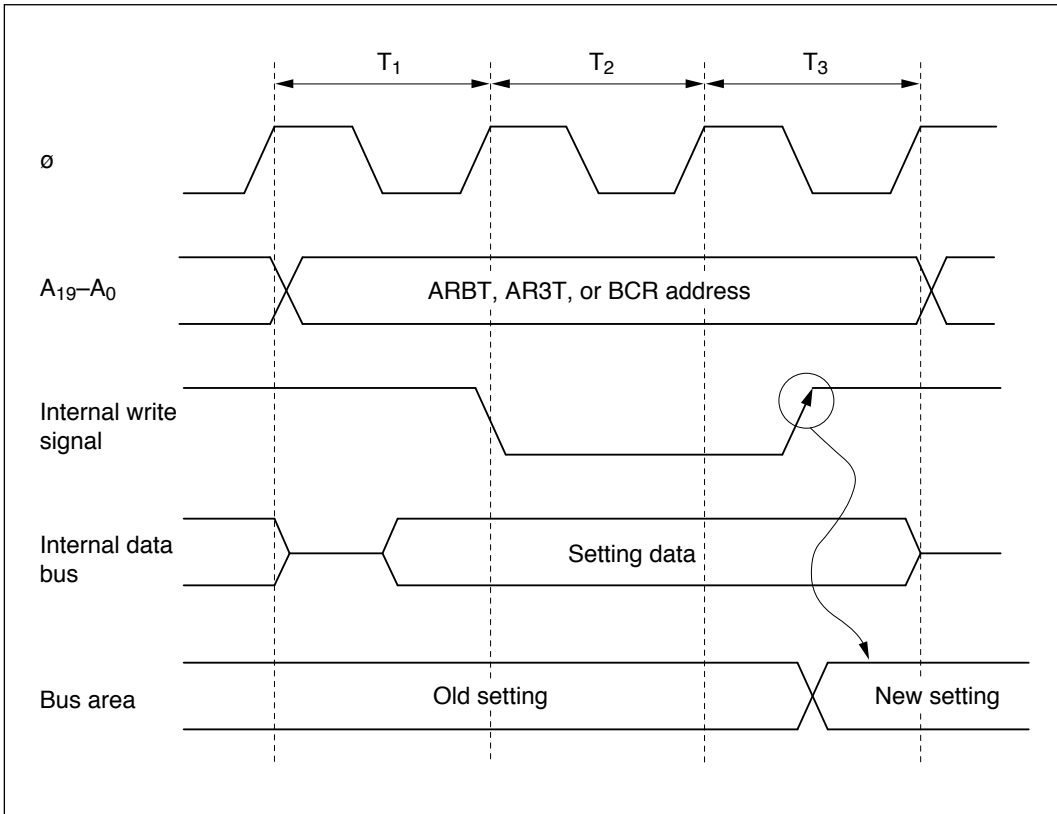 T₁
T₂
T₃
ø
A₁₉–A₀
ARBT, AR3T, or BCR address
Internal write
signal
Internal data
bus
Setting data
Bus area
Old setting
New setting